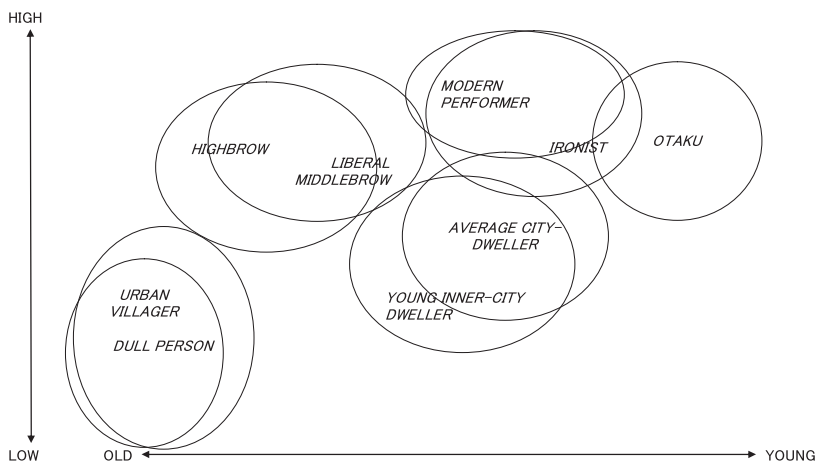 HIGH
MODERN
PERFORMER
HIGHBROW
IRONIST
OTAKU
LIBERAL
MIDDLEBROW
AVERAGE CITY-
DWELLER
URBAN
VILLAGER
YOUNG INNER-CITY
DWELLER
DULL PERSON
LOW
OLD
YOUNG